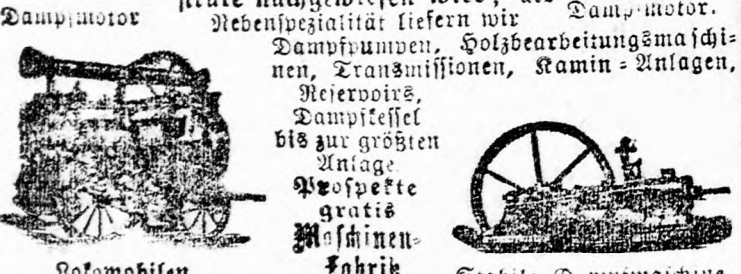 Dampfmotor
Nebenspezialität liefern wir
Dampfmotor.
Dampfpumpen, Holzbearbeitungsmaschi-
nen, Transmissionen, Kamin-Anlagen,
Reservoirs,
Dampfkessel
bis zur größten
Anlage.
Prospekte
gratis
Maschinen-
Fabrik
Lokomobilen